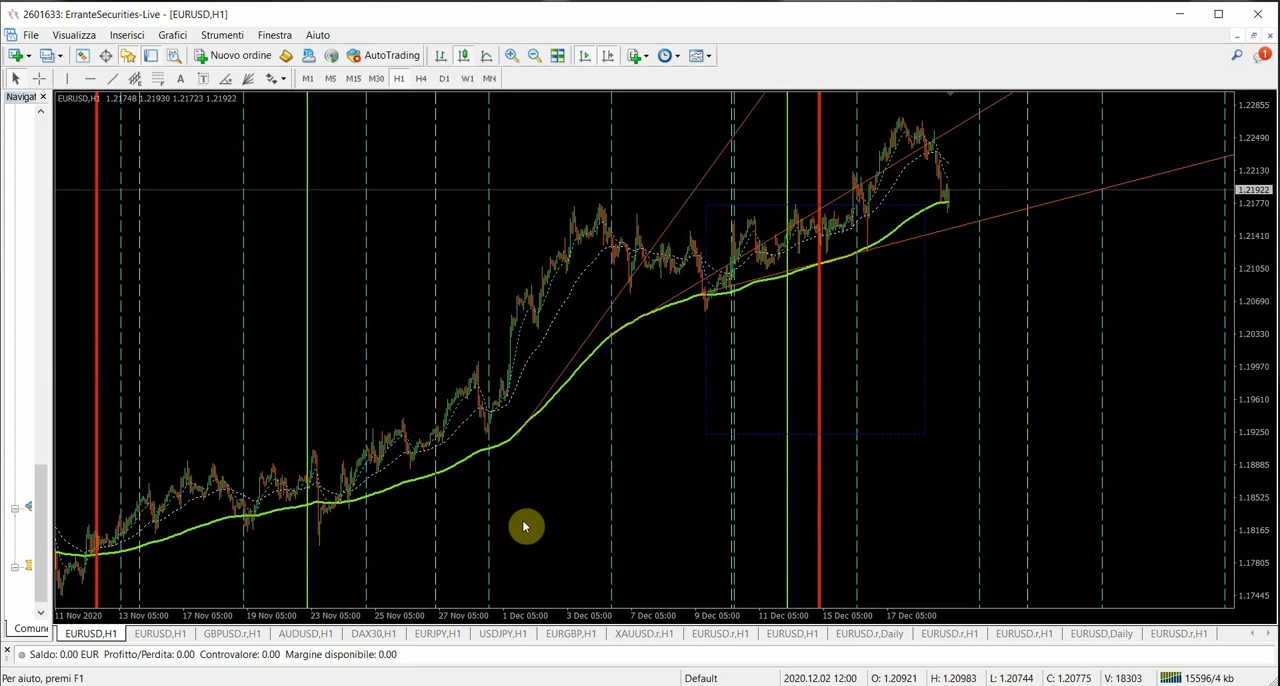 2601633: ErranteSecurities-Live - [EURUSD,H1]
File Visualizza Inserisci Grafici Strumenti Finestra Aiuto
Nuovo ordine AutoTrading 1
A T M1 M5 M15 M30 H1 H4 D1 W1 MN
Navigat
EURUSD,H1 1.21748 1.21930 1.21723 1.21922
1.22855
1.22490
1.22130
1.21922
1.21770
1.21410
1.21050
1.20690
1.20330
1.19970
1.19610
1.19250
1.18885
1.18525
1.18165
1.17805
1.17445
11 Nov 2020 13 Nov 05:00 17 Nov 05:00 19 Nov 05:00 23 Nov 05:00 25 Nov 05:00 27 Nov 05:00 1 Dec 05:00 3 Dec 05:00 7 Dec 05:00 9 Dec 05:00 11 Dec 05:00 15 Dec 05:00 17 Dec 05:00
Comune
EURUSD,H1 EURUSD,H1 GBPUSD.r,H1 AUDUSD,H1 DAX30,H1 EURJPY,H1 USDJPY,H1 EURGBP,H1 XAUUSD.r,H1 EURUSD.r,H1 EURUSD,H1 EURUSD.r,Daily EURUSD.r,H1 EURUSD.r,H1 EURUSD,Daily EURUSD.r,H1
Saldo: 0.00 EUR Profitto/Perdita: 0.00 Controvalore: 0.00 Margine disponibile: 0.00
Per aiuto, premi F1 Default 2020.12.02 12:00 O: 1.20921 H: 1.20983 L: 1.20744 C: 1.20775 V: 18303 15596/4 kb